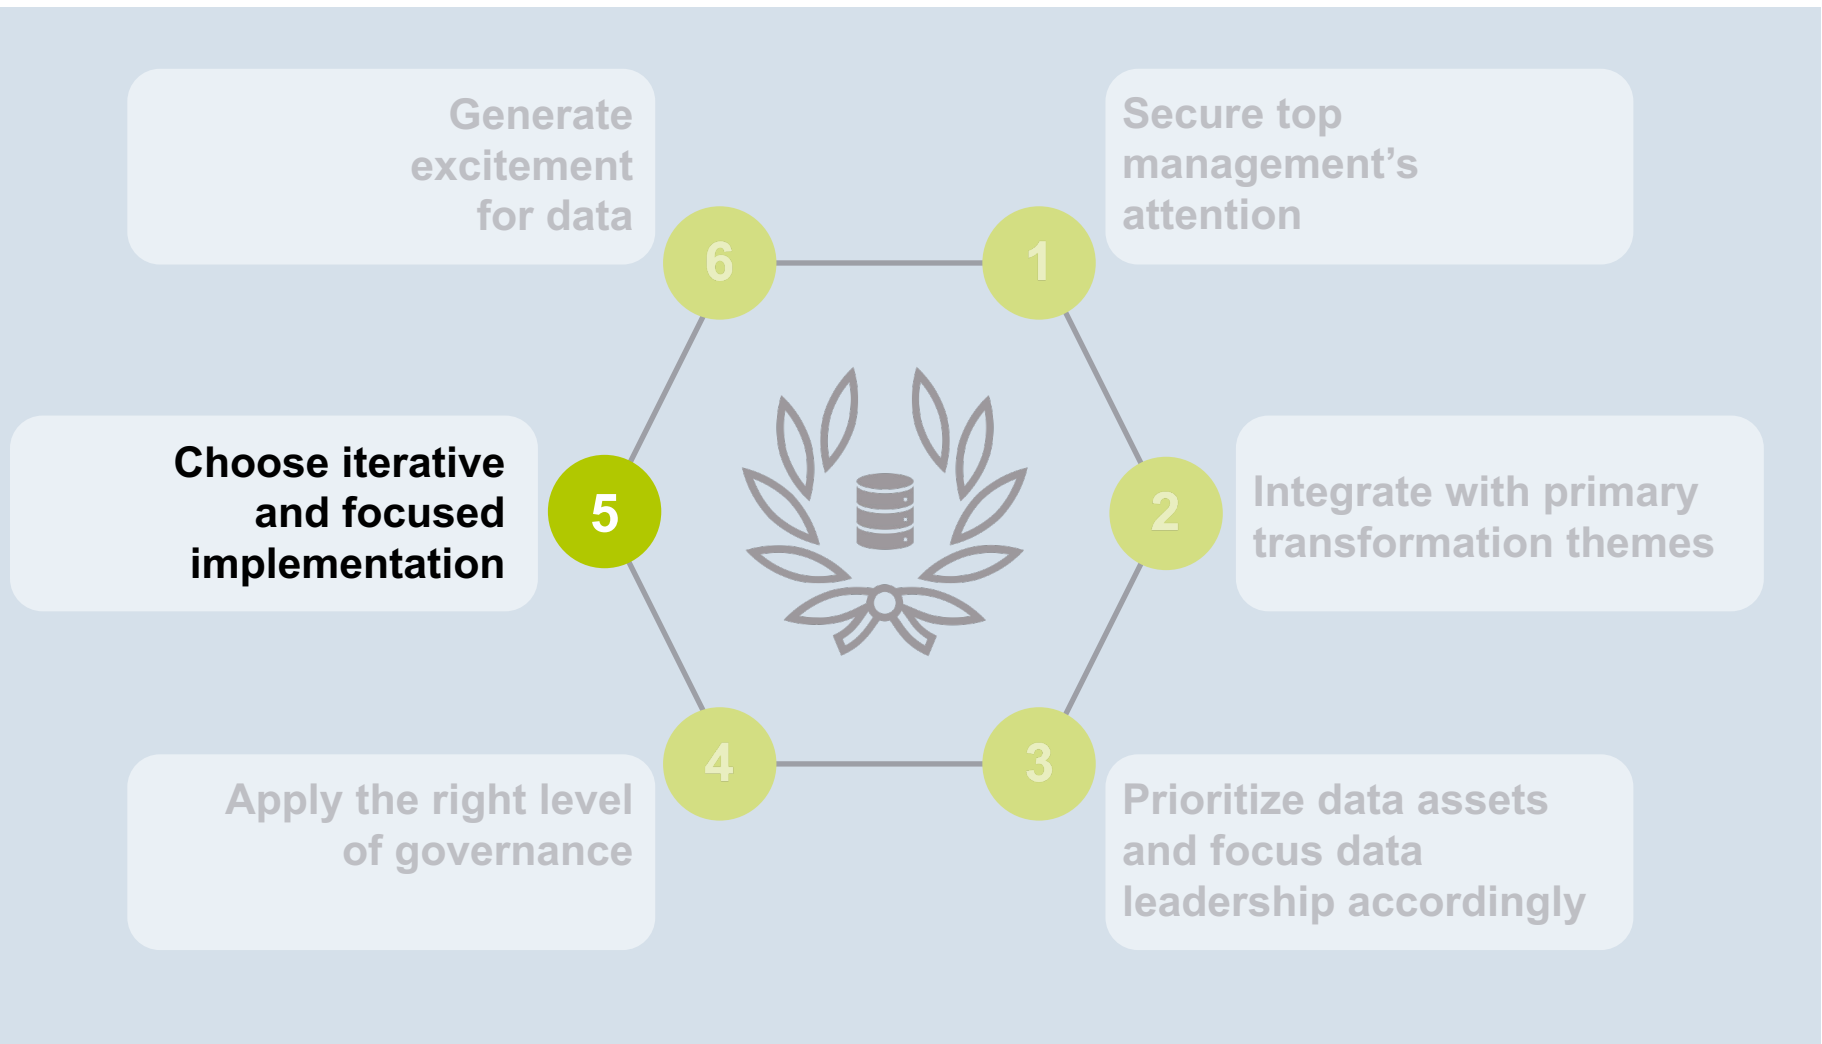 Generate
excitement
for data
6
1
Secure top
management’s
attention
Choose iterative
and focused
implementation
5
2
Integrate with primary
transformation themes
Apply the right level
of governance
4
3
Prioritize data assets
and focus data
leadership accordingly